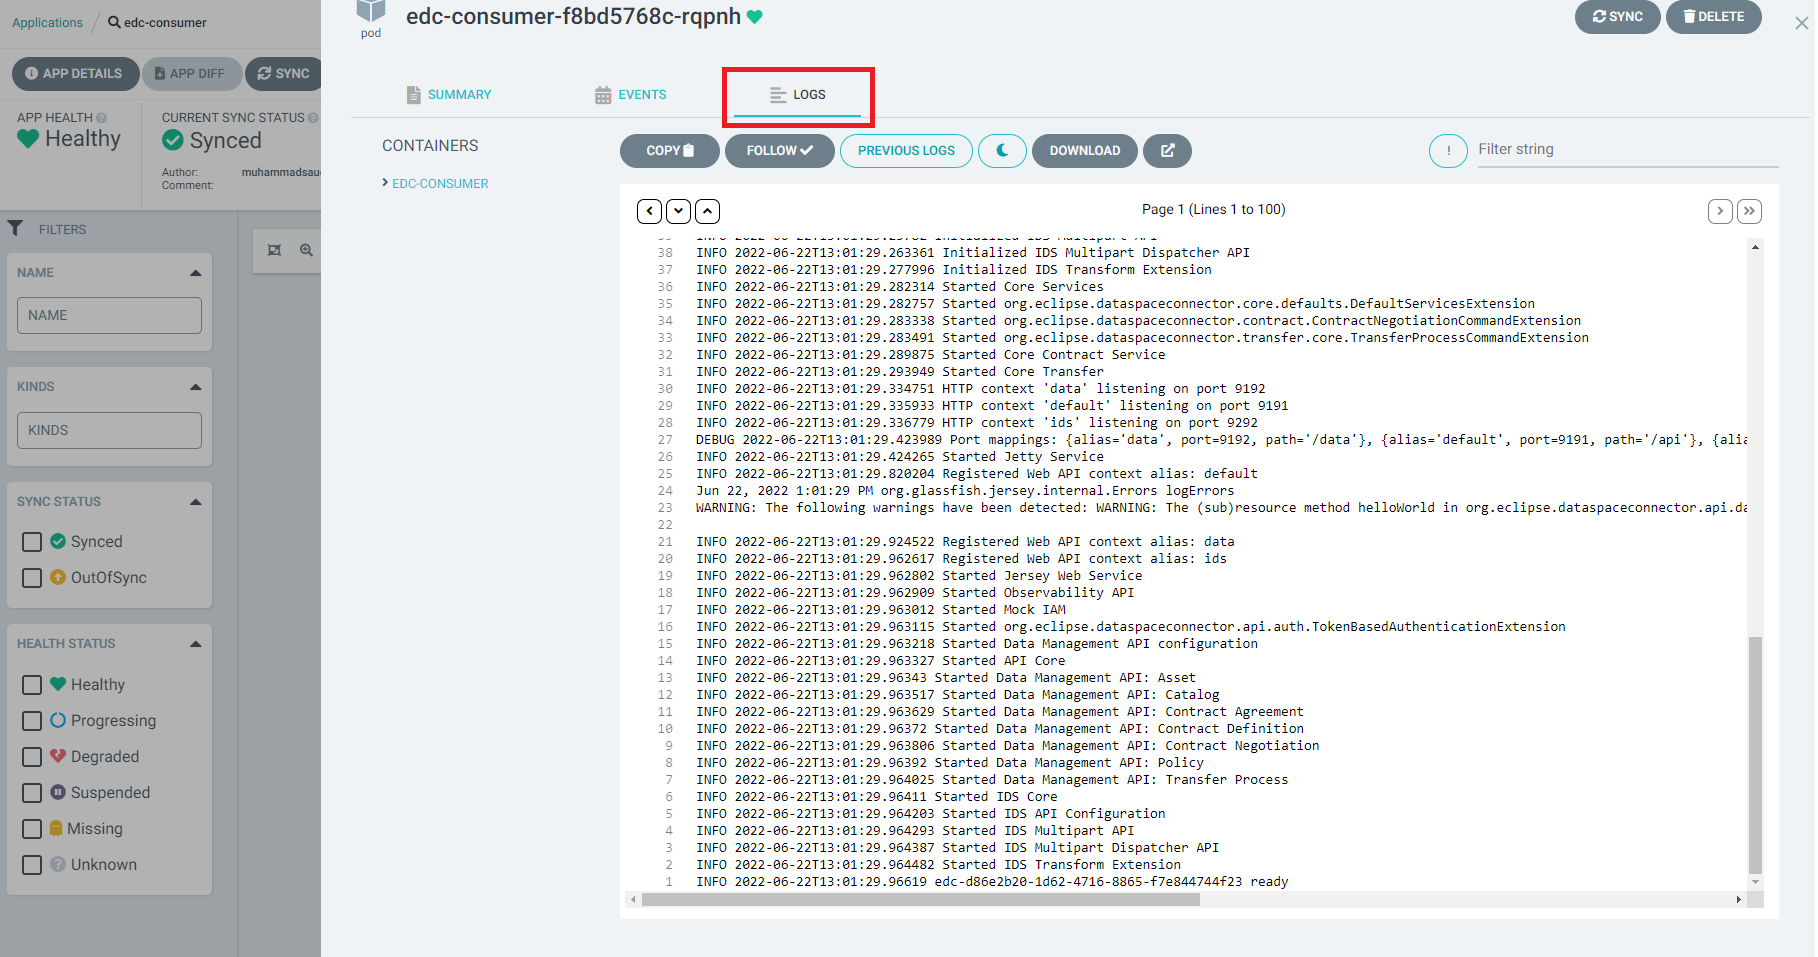 Applications / edc-consumer
APP DETAILS APP DIFF SYNC
APP HEALTH
Healthy
CURRENT SYNC STATUS
Synced
Author: muhammadsau
Comment:
FILTERS
NAME
NAME
KINDS
KINDS
SYNC STATUS
Synced
OutOfSync
HEALTH STATUS
Healthy
Progressing
Degraded
Suspended
Missing
Unknown
pod
edc-consumer-f8bd5768c-rqpnh
SYNC DELETE
SUMMARY EVENTS LOGS
CONTAINERS
EDC-CONSUMER
COPY FOLLOW PREVIOUS LOGS DOWNLOAD ! Filter string
Page 1 (Lines 1 to 100)
39 INFO 2022-06-22T13:01:29.25782 Initialized IDS Multipart API
38 INFO 2022-06-22T13:01:29.263361 Initialized IDS Multipart Dispatcher API
37 INFO 2022-06-22T13:01:29.277996 Initialized IDS Transform Extension
36 INFO 2022-06-22T13:01:29.282314 Started Core Services
35 INFO 2022-06-22T13:01:29.282757 Started org.eclipse.dataspaceconnector.core.defaults.DefaultServicesExtension
34 INFO 2022-06-22T13:01:29.283338 Started org.eclipse.dataspaceconnector.contract.ContractNegotiationCommandExtension
33 INFO 2022-06-22T13:01:29.283491 Started org.eclipse.dataspaceconnector.transfer.core.TransferProcessCommandExtension
32 INFO 2022-06-22T13:01:29.289875 Started Core Contract Service
31 INFO 2022-06-22T13:01:29.293949 Started Core Transfer
30 INFO 2022-06-22T13:01:29.334751 HTTP context 'data' listening on port 9192
29 INFO 2022-06-22T13:01:29.335933 HTTP context 'default' listening on port 9191
28 INFO 2022-06-22T13:01:29.336779 HTTP context 'ids' listening on port 9292
27 DEBUG 2022-06-22T13:01:29.423989 Port mappings: {alias='data', port=9192, path='/data'}, {alias='default', port=9191, path='/api'}, {alia
26 INFO 2022-06-22T13:01:29.424265 Started Jetty Service
25 INFO 2022-06-22T13:01:29.820204 Registered Web API context alias: default
24 Jun 22, 2022 1:01:29 PM org.glassfish.jersey.internal.Errors logErrors
23 WARNING: The following warnings have been detected: WARNING: The (sub)resource method helloWorld in org.eclipse.dataspaceconnector.api.da
22
21 INFO 2022-06-22T13:01:29.924522 Registered Web API context alias: data
20 INFO 2022-06-22T13:01:29.962617 Registered Web API context alias: ids
19 INFO 2022-06-22T13:01:29.962802 Started Jersey Web Service
18 INFO 2022-06-22T13:01:29.962909 Started Observability API
17 INFO 2022-06-22T13:01:29.963012 Started Mock IAM
16 INFO 2022-06-22T13:01:29.963115 Started org.eclipse.dataspaceconnector.api.auth.TokenBasedAuthenticationExtension
15 INFO 2022-06-22T13:01:29.963218 Started Data Management API configuration
14 INFO 2022-06-22T13:01:29.963327 Started API Core
13 INFO 2022-06-22T13:01:29.96343 Started Data Management API: Asset
12 INFO 2022-06-22T13:01:29.963517 Started Data Management API: Catalog
11 INFO 2022-06-22T13:01:29.963629 Started Data Management API: Contract Agreement
10 INFO 2022-06-22T13:01:29.96372 Started Data Management API: Contract Definition
9 INFO 2022-06-22T13:01:29.963806 Started Data Management API: Contract Negotiation
8 INFO 2022-06-22T13:01:29.96392 Started Data Management API: Policy
7 INFO 2022-06-22T13:01:29.964025 Started Data Management API: Transfer Process
6 INFO 2022-06-22T13:01:29.96411 Started IDS Core
5 INFO 2022-06-22T13:01:29.964203 Started IDS API Configuration
4 INFO 2022-06-22T13:01:29.964293 Started IDS Multipart API
3 INFO 2022-06-22T13:01:29.964387 Started IDS Multipart Dispatcher API
2 INFO 2022-06-22T13:01:29.964482 Started IDS Transform Extension
1 INFO 2022-06-22T13:01:29.96619 edc-d86e2b20-1d62-4716-8865-f7e844744f23 ready